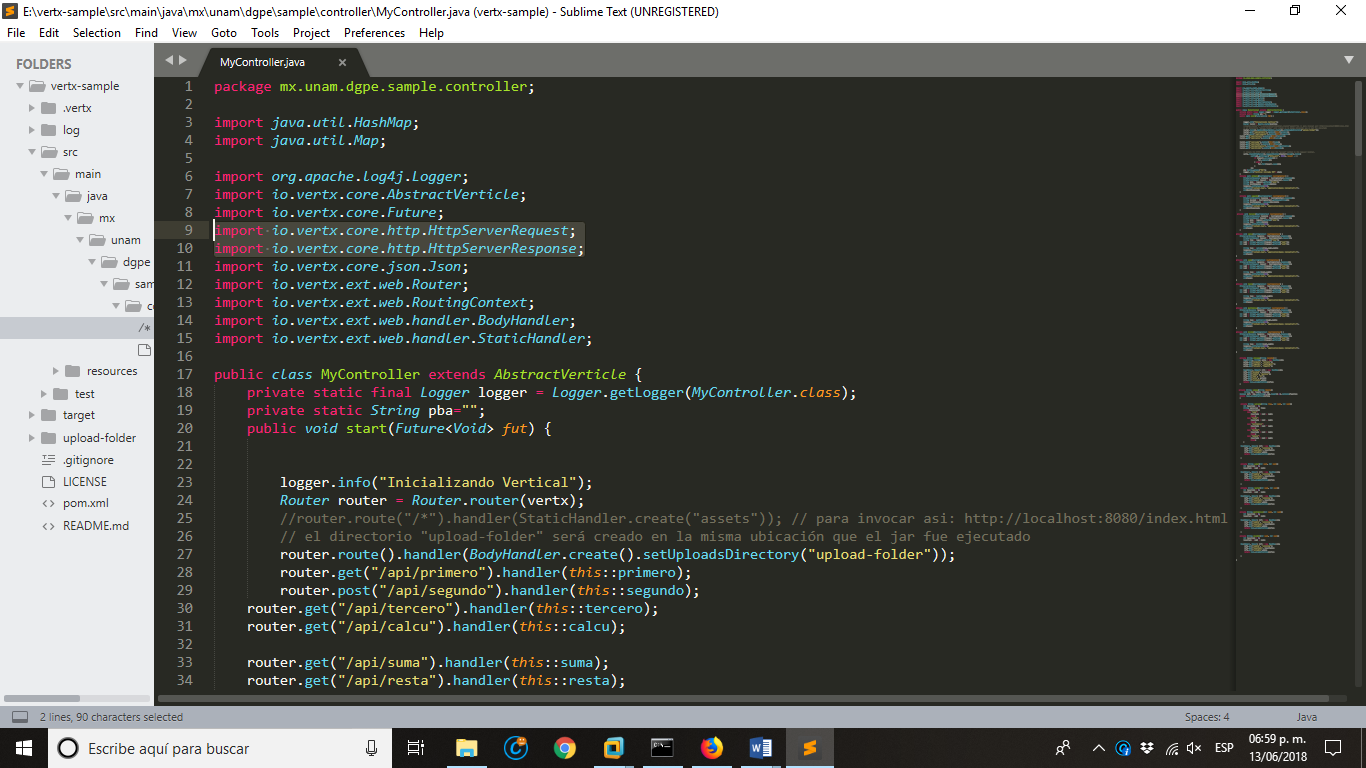 E:\vertx-sample\src\main\java\mx\unam\dgpe\sample\controller\MyController.java (vertx-sample) - Sublime Text (UNREGISTERED)
File Edit Selection Find View Goto Tools Project Preferences Help
FOLDERS
vertx-sample
.vertx
log
src
main
java
mx
unam
dgpe
sam
co
/*
resources
test
target
upload-folder
.gitignore
LICENSE
pom.xml
README.md
MyController.java
1 package mx.unam.dgpe.sample.controller;
2
3 import java.util.HashMap;
4 import java.util.Map;
5
6 import org.apache.log4j.Logger;
7 import io.vertx.core.AbstractVerticle;
8 import io.vertx.core.Future;
9 import io.vertx.core.http.HttpServerRequest;
10 import io.vertx.core.http.HttpServerResponse;
11 import io.vertx.core.json.Json;
12 import io.vertx.ext.web.Router;
13 import io.vertx.ext.web.RoutingContext;
14 import io.vertx.ext.web.handler.BodyHandler;
15 import io.vertx.ext.web.handler.StaticHandler;
16
17 public class MyController extends AbstractVerticle {
18 private static final Logger logger = Logger.getLogger(MyController.class);
19 private static String pba="";
20 public void start(Future<Void> fut) {
21
22
23 logger.info("Inicializando Vertical");
24 Router router = Router.router(vertx);
25 //router.route("/*").handler(StaticHandler.create("assets")); // para invocar asi: http://localhost:8080/index.html
26 // el directorio "upload-folder" será creado en la misma ubicación que el jar fue ejecutado
27 router.route().handler(BodyHandler.create().setUploadsDirectory("upload-folder"));
28 router.get("/api/primero").handler(this::primero);
29 router.post("/api/segundo").handler(this::segundo);
30 router.get("/api/tercero").handler(this::tercero);
31 router.get("/api/calcu").handler(this::calcu);
32
33 router.get("/api/suma").handler(this::suma);
34 router.get("/api/resta").handler(this::resta);
2 lines, 90 characters selected
Spaces: 4
Java
Escribe aquí para buscar
ESP
06:59 p. m.
13/06/2018